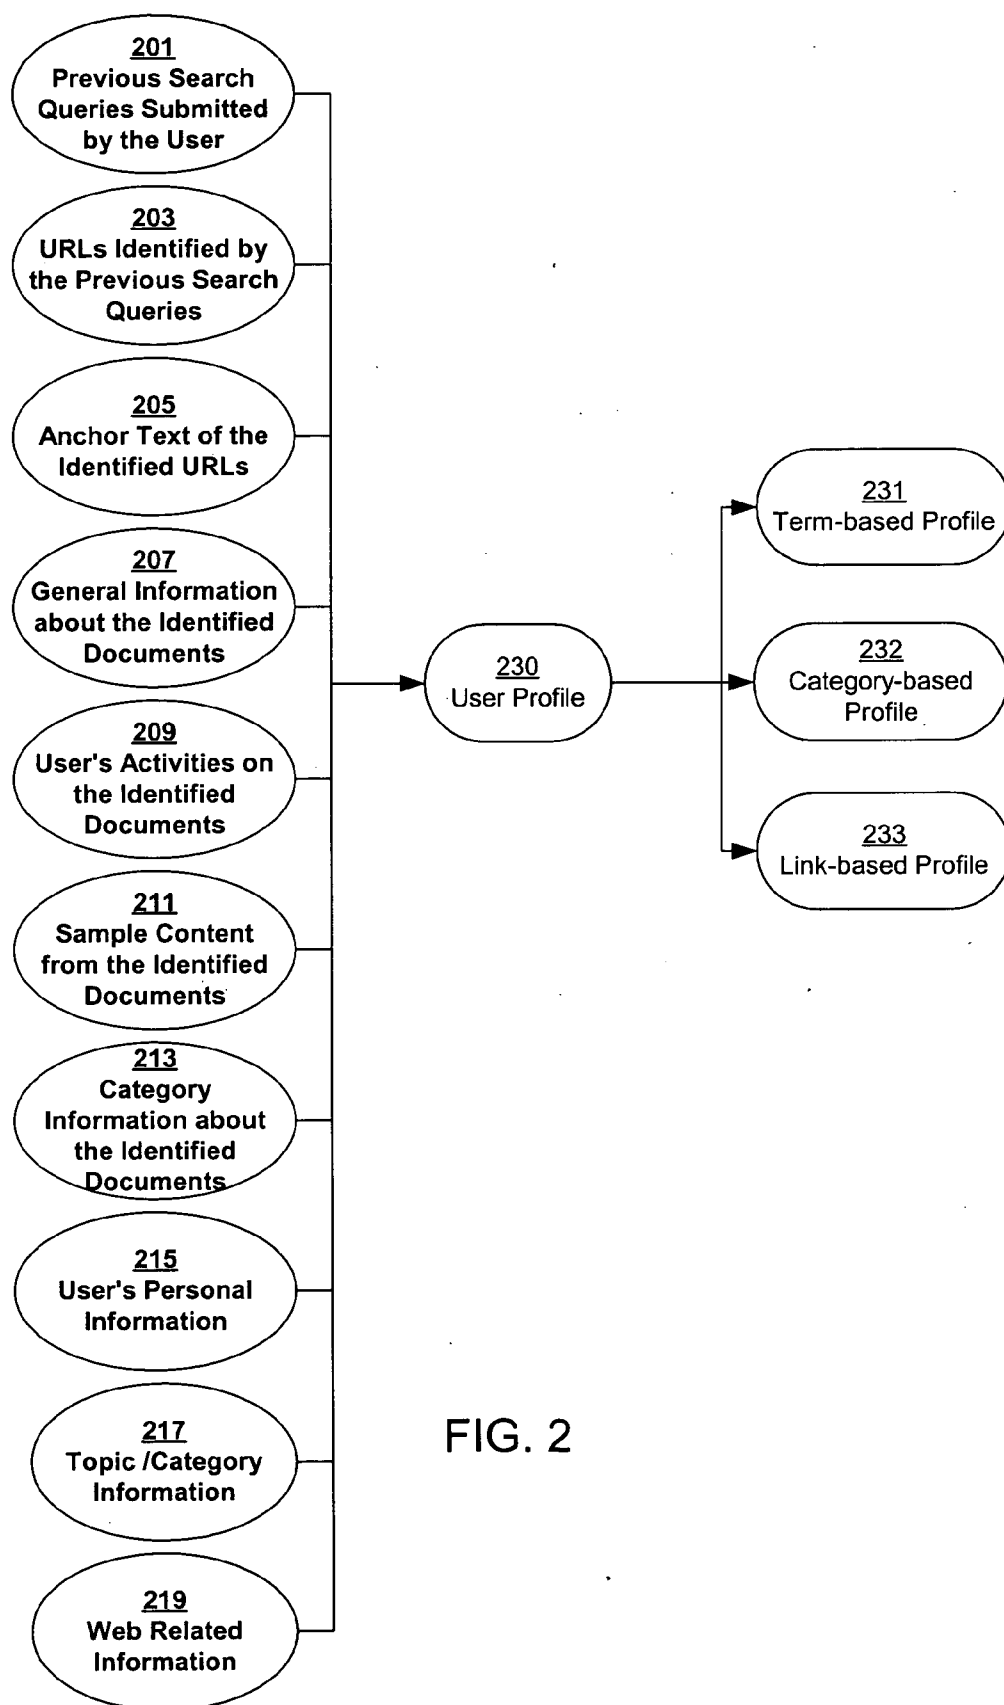 201
Previous Search
Queries Submitted
by the User
203
URLs Identified by
the Previous Search
Queries
205
Anchor Text of the
Identified URLs
207
General Information
about the Identified
Documents
209
User's Activities on
the Identified
Documents
211
Sample Content
from the Identified
Documents
213
Category
Information about
the Identified
Documents
215
User's Personal
Information
217
Topic /Category
Information
219
Web Related
Information
230
User Profile
231
Term-based Profile
232
Category-based
Profile
233
Link-based Profile
FIG. 2